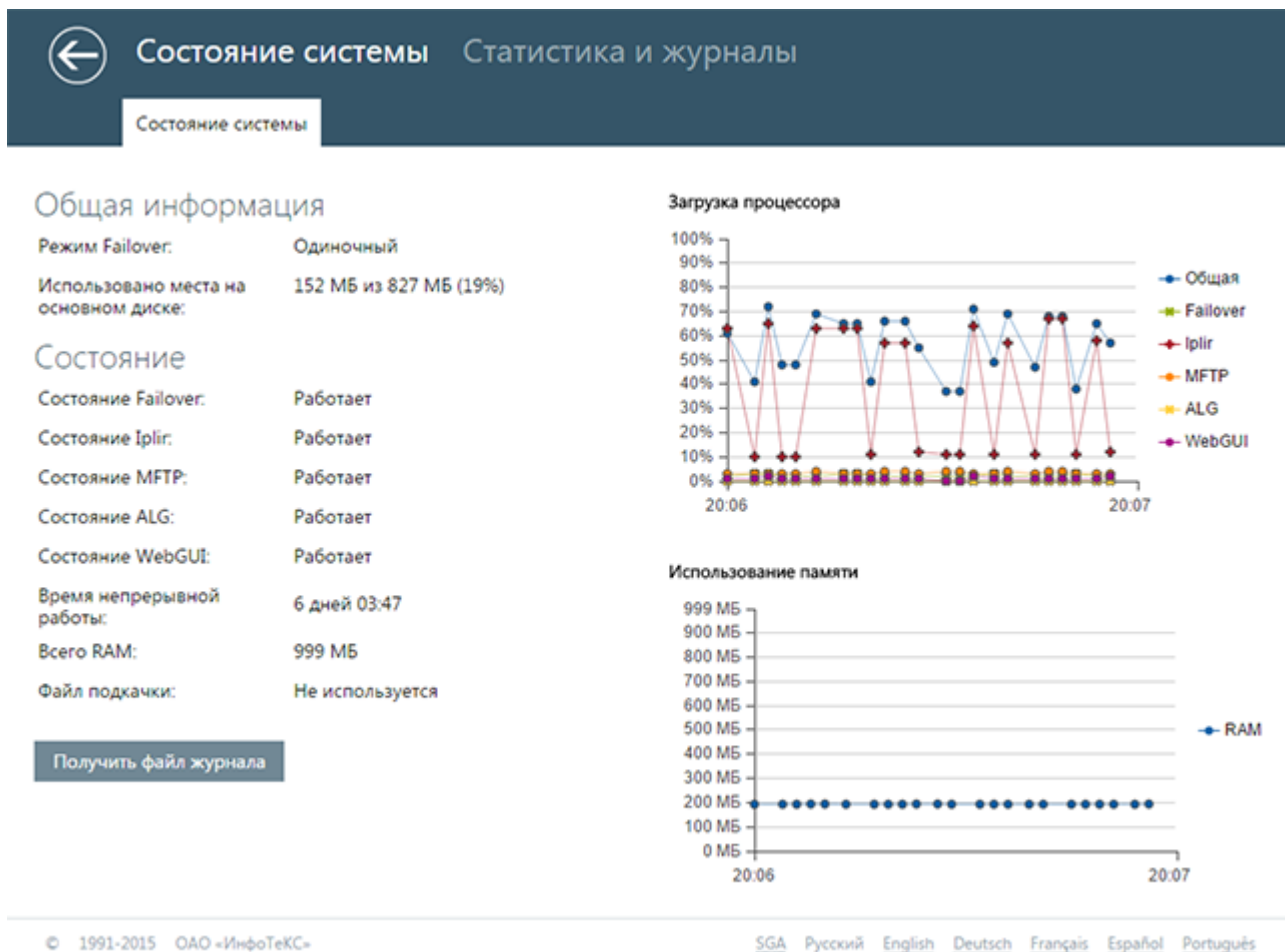 Состояние системы Статистика и журналы
Состояние системы
Общая информация
Режим Failover: Одиночный
Использовано места на 152 МБ из 827 МБ (19%)
основном диске:
Состояние
Состояние Failover: Работает
Состояние Iplir: Работает
Состояние MFTP: Работает
Состояние ALG: Работает
Состояние WebGUI: Работает
Время непрерывной
работы: 6 дней 03:47
Всего RAM: 999 МБ
Файл подкачки: Не используется
Получить файл журнала
Загрузка процессора
100%
90%
80%
70%
60%
50%
40%
30%
20%
10%
0%
20:06 20:07
Общая
Failover
Iplir
MFTP
ALG
WebGUI
Использование памяти
999 МБ
900 МБ
800 МБ
700 МБ
600 МБ
500 МБ
400 МБ
300 МБ
200 МБ
100 МБ
0 МБ
20:06 20:07
RAM
© 1991-2015 ОАО «ИнфоТеКС» SGA Русский English Deutsch Français Español Português